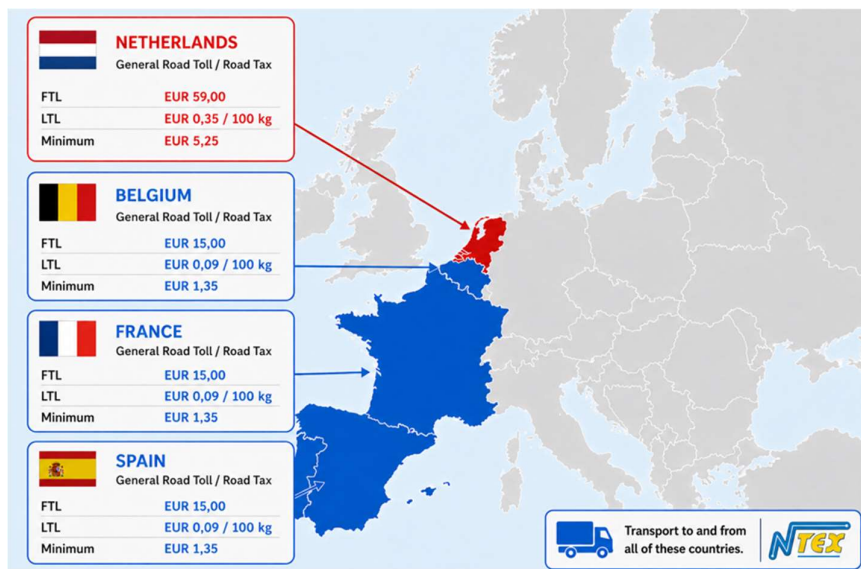 NETHERLANDS
General Road Toll / Road Tax
FTL EUR 59,00
LTL EUR 0,35 / 100 kg
Minimum EUR 5,25
BELGIUM
General Road Toll / Road Tax
FTL EUR 15,00
LTL EUR 0,09 / 100 kg
Minimum EUR 1,35
FRANCE
General Road Toll / Road Tax
FTL EUR 15,00
LTL EUR 0,09 / 100 kg
Minimum EUR 1,35
SPAIN
General Road Toll / Road Tax
FTL EUR 15,00
LTL EUR 0,09 / 100 kg
Minimum EUR 1,35
Transport to and from
all of these countries.
NTEX